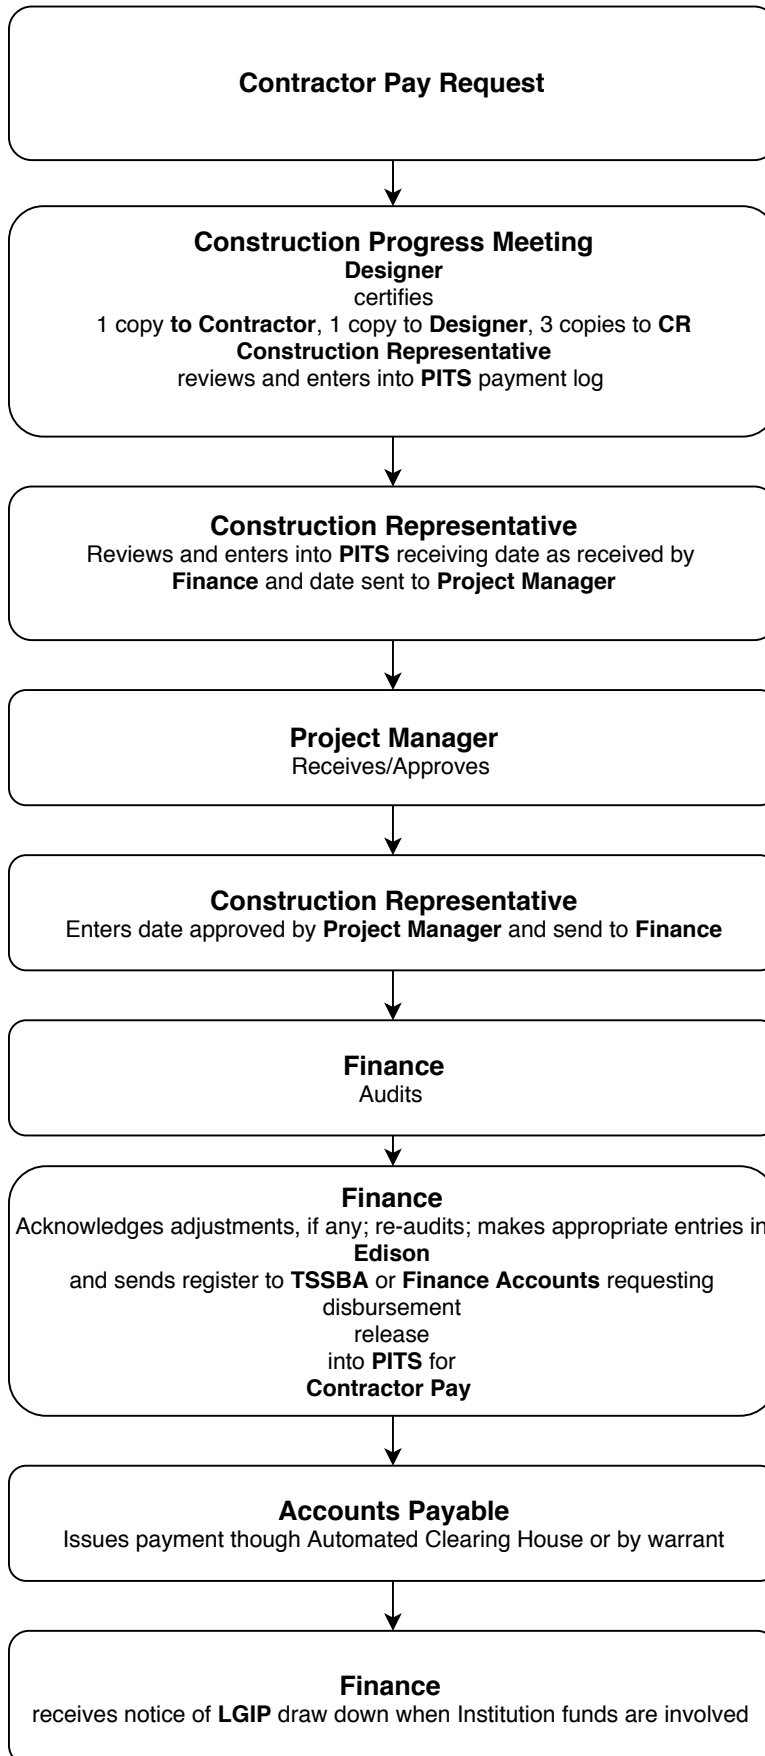 Contractor Pay Request
Construction Progress Meeting
Designer
certifies
1 copy to Contractor, 1 copy to Designer, 3 copies to CR
Construction Representative
reviews and enters into PITS payment log
Construction Representative
Reviews and enters into PITS receiving date as received by
Finance and date sent to Project Manager
Project Manager
Receives/Approves
Construction Representative
Enters date approved by Project Manager and send to Finance
Finance
Audits
Finance
Acknowledges adjustments, if any; re-audits; makes appropriate entries in
Edison
and sends register to TSSBA or Finance Accounts requesting
disbursement
release
into PITS for
Contractor Pay
Accounts Payable
Issues payment though Automated Clearing House or by warrant
Finance
receives notice of LGIP draw down when Institution funds are involved